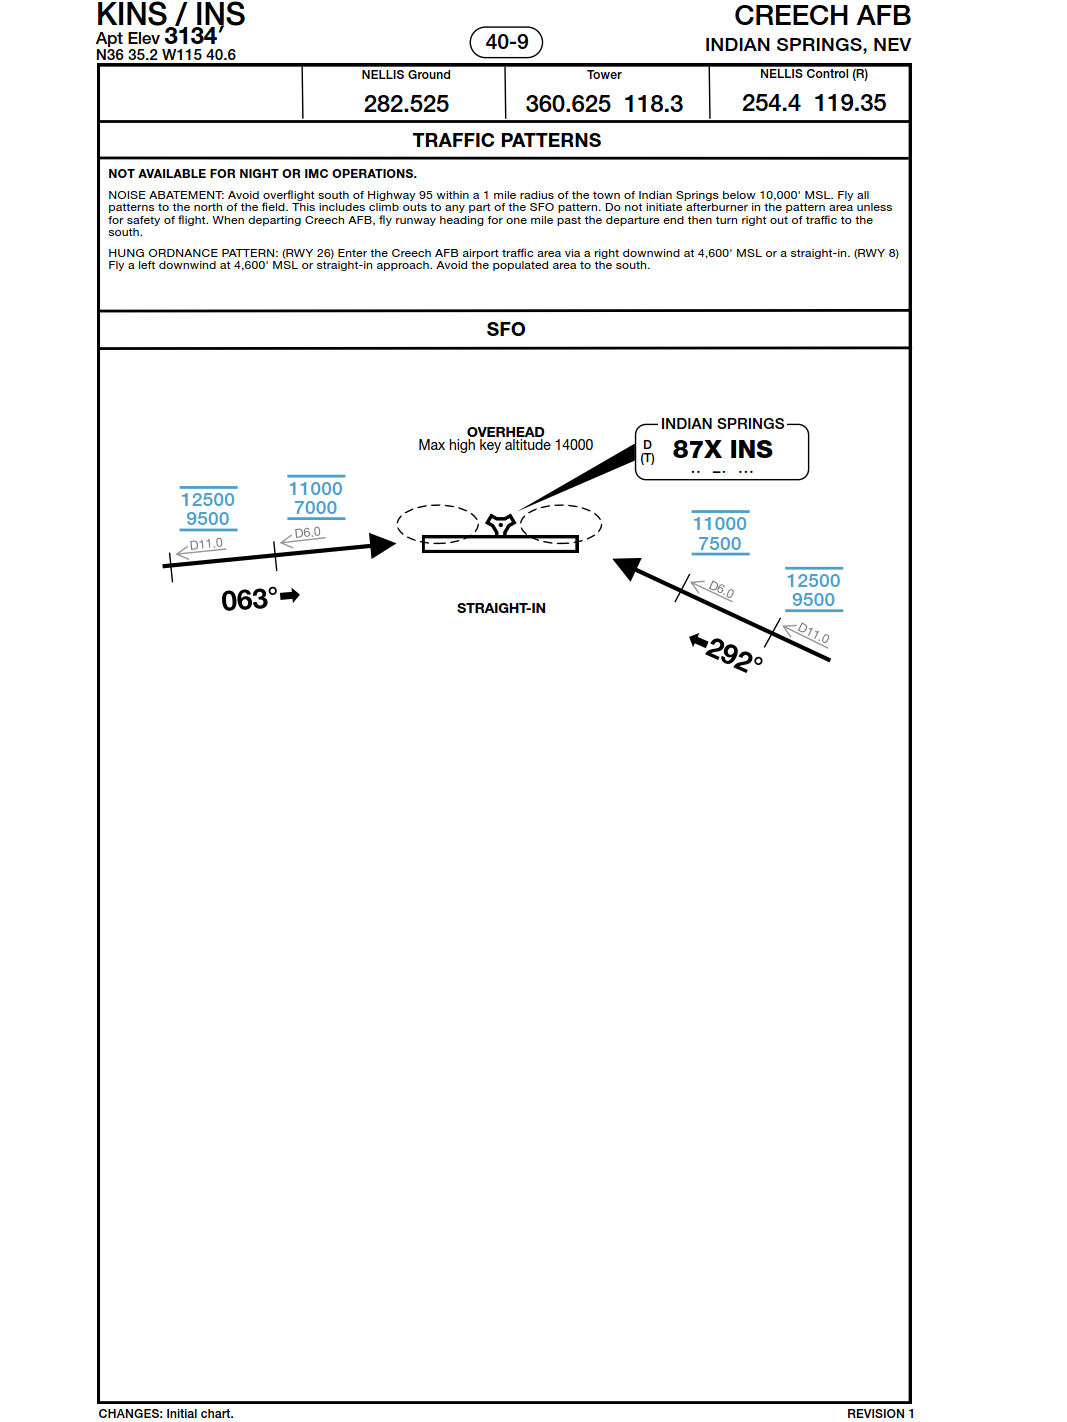 KINS / INS
Apt Elev 3134'
N36 35.2 W115 40.6
40-9
CREECH AFB
INDIAN SPRINGS, NEV
NELLIS Ground
282.525
Tower
360.625 118.3
NELLIS Control (R)
254.4 119.35
TRAFFIC PATTERNS
NOT AVAILABLE FOR NIGHT OR IMC OPERATIONS.
NOISE ABATEMENT: Avoid overflight south of Highway 95 within a 1 mile radius of the town of Indian Springs below 10,000' MSL. Fly all
patterns to the north of the field. This includes climb outs to any part of the SFO pattern. Do not initiate afterburner in the pattern area unless
for safety of flight. When departing Creech AFB, fly runway heading for one mile past the departure end then turn right out of traffic to the
south.
HUNG ORDNANCE PATTERN: (RWY 26) Enter the Creech AFB airport traffic area via a right downwind at 4,600' MSL or a straight-in. (RWY 8)
Fly a left downwind at 4,600' MSL or straight-in approach. Avoid the populated area to the south.
SFO
OVERHEAD
Max high key altitude 14000
INDIAN SPRINGS
D
(T)
87X INS
12500
9500
D11.0
11000
7000
D6.0
063°
STRAIGHT-IN
11000
7500
D6.0
12500
9500
D11.0
292°
CHANGES: Initial chart.
REVISION 1